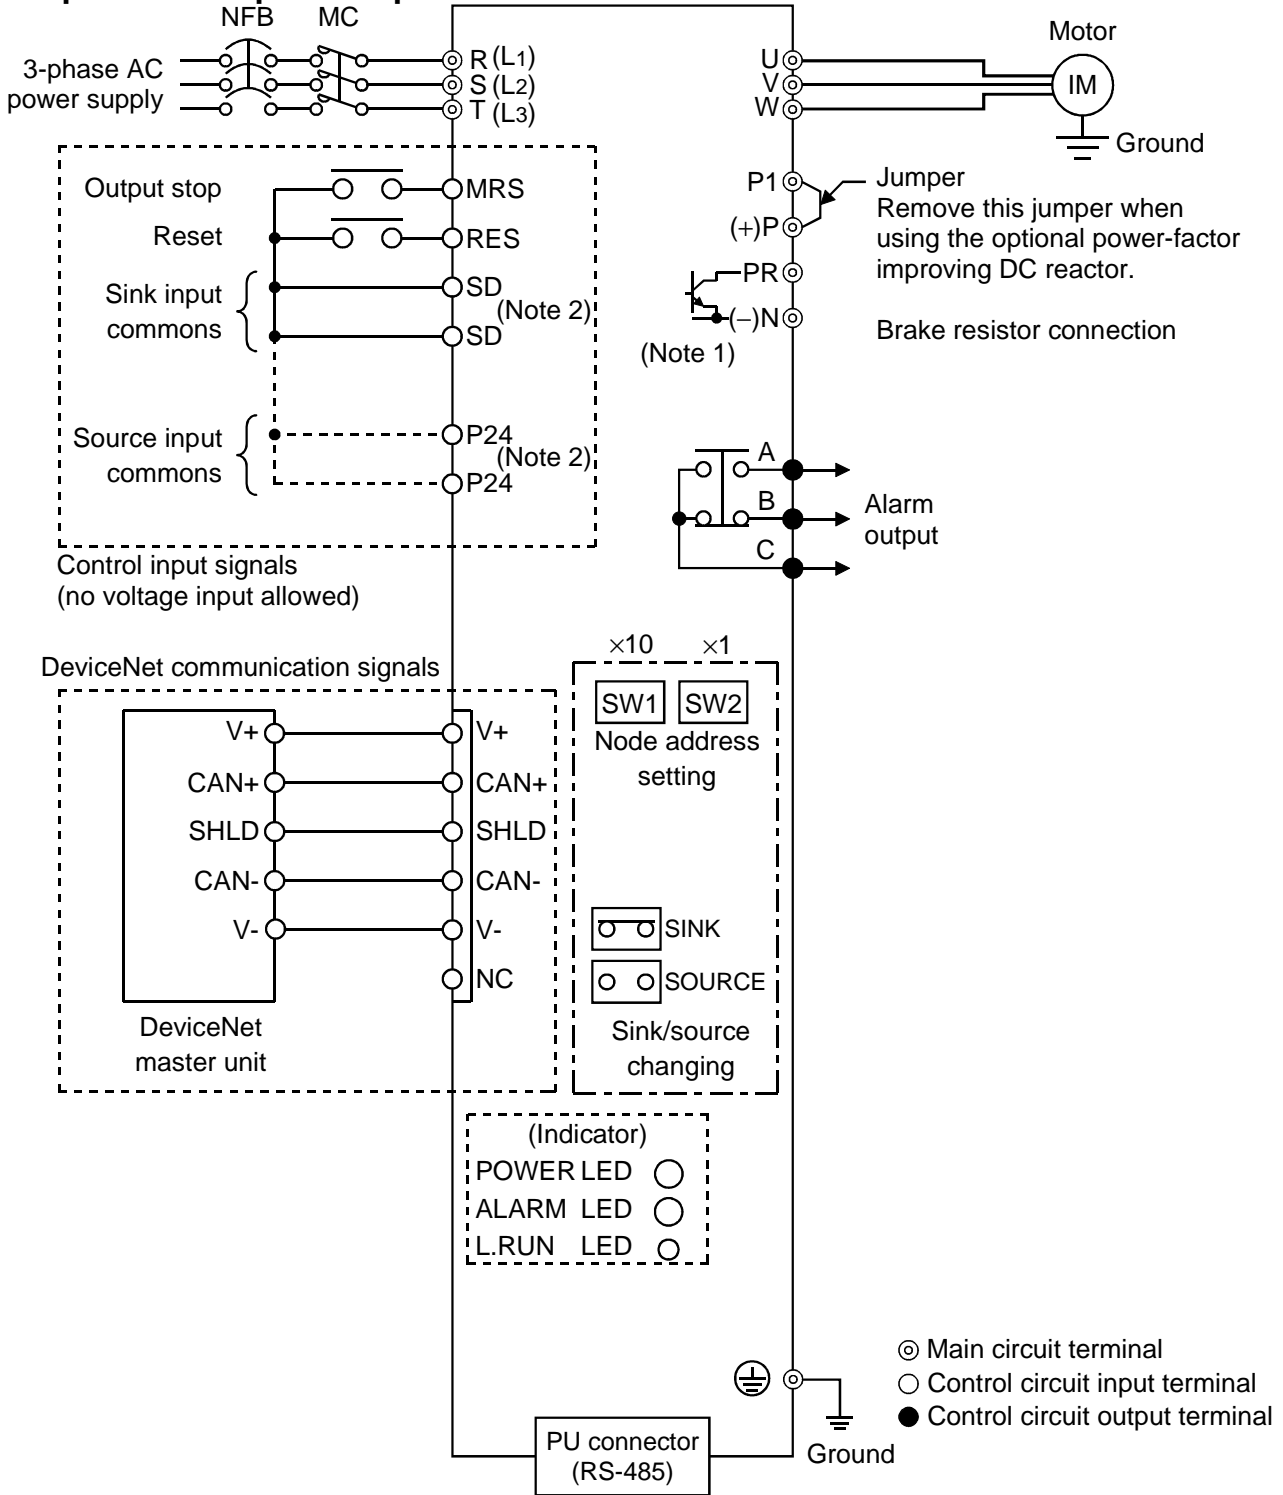 NFB MC
3-phase AC
power supply
R (L1)
S (L2)
T (L3)
U
V
W
Motor
IM
Ground
Output stop
MRS
Reset
RES
Sink input
commons
SD
(Note 2)
SD
Source input
commons
P24
(Note 2)
P24
Control input signals
(no voltage input allowed)
P1
(+)P
PR
(−)N
(Note 1)
Jumper
Remove this jumper when
using the optional power-factor
improving DC reactor.
Brake resistor connection
A
B
C
Alarm
output
DeviceNet communication signals
V+
CAN+
SHLD
CAN-
V-
V+
CAN+
SHLD
CAN-
V-
NC
DeviceNet
master unit
×10 ×1
SW1 SW2
Node address
setting
SINK
SOURCE
Sink/source
changing
(Indicator)
POWER LED
ALARM LED
L.RUN LED
Ground
PU connector
(RS-485)
Main circuit terminal
Control circuit input terminal
Control circuit output terminal